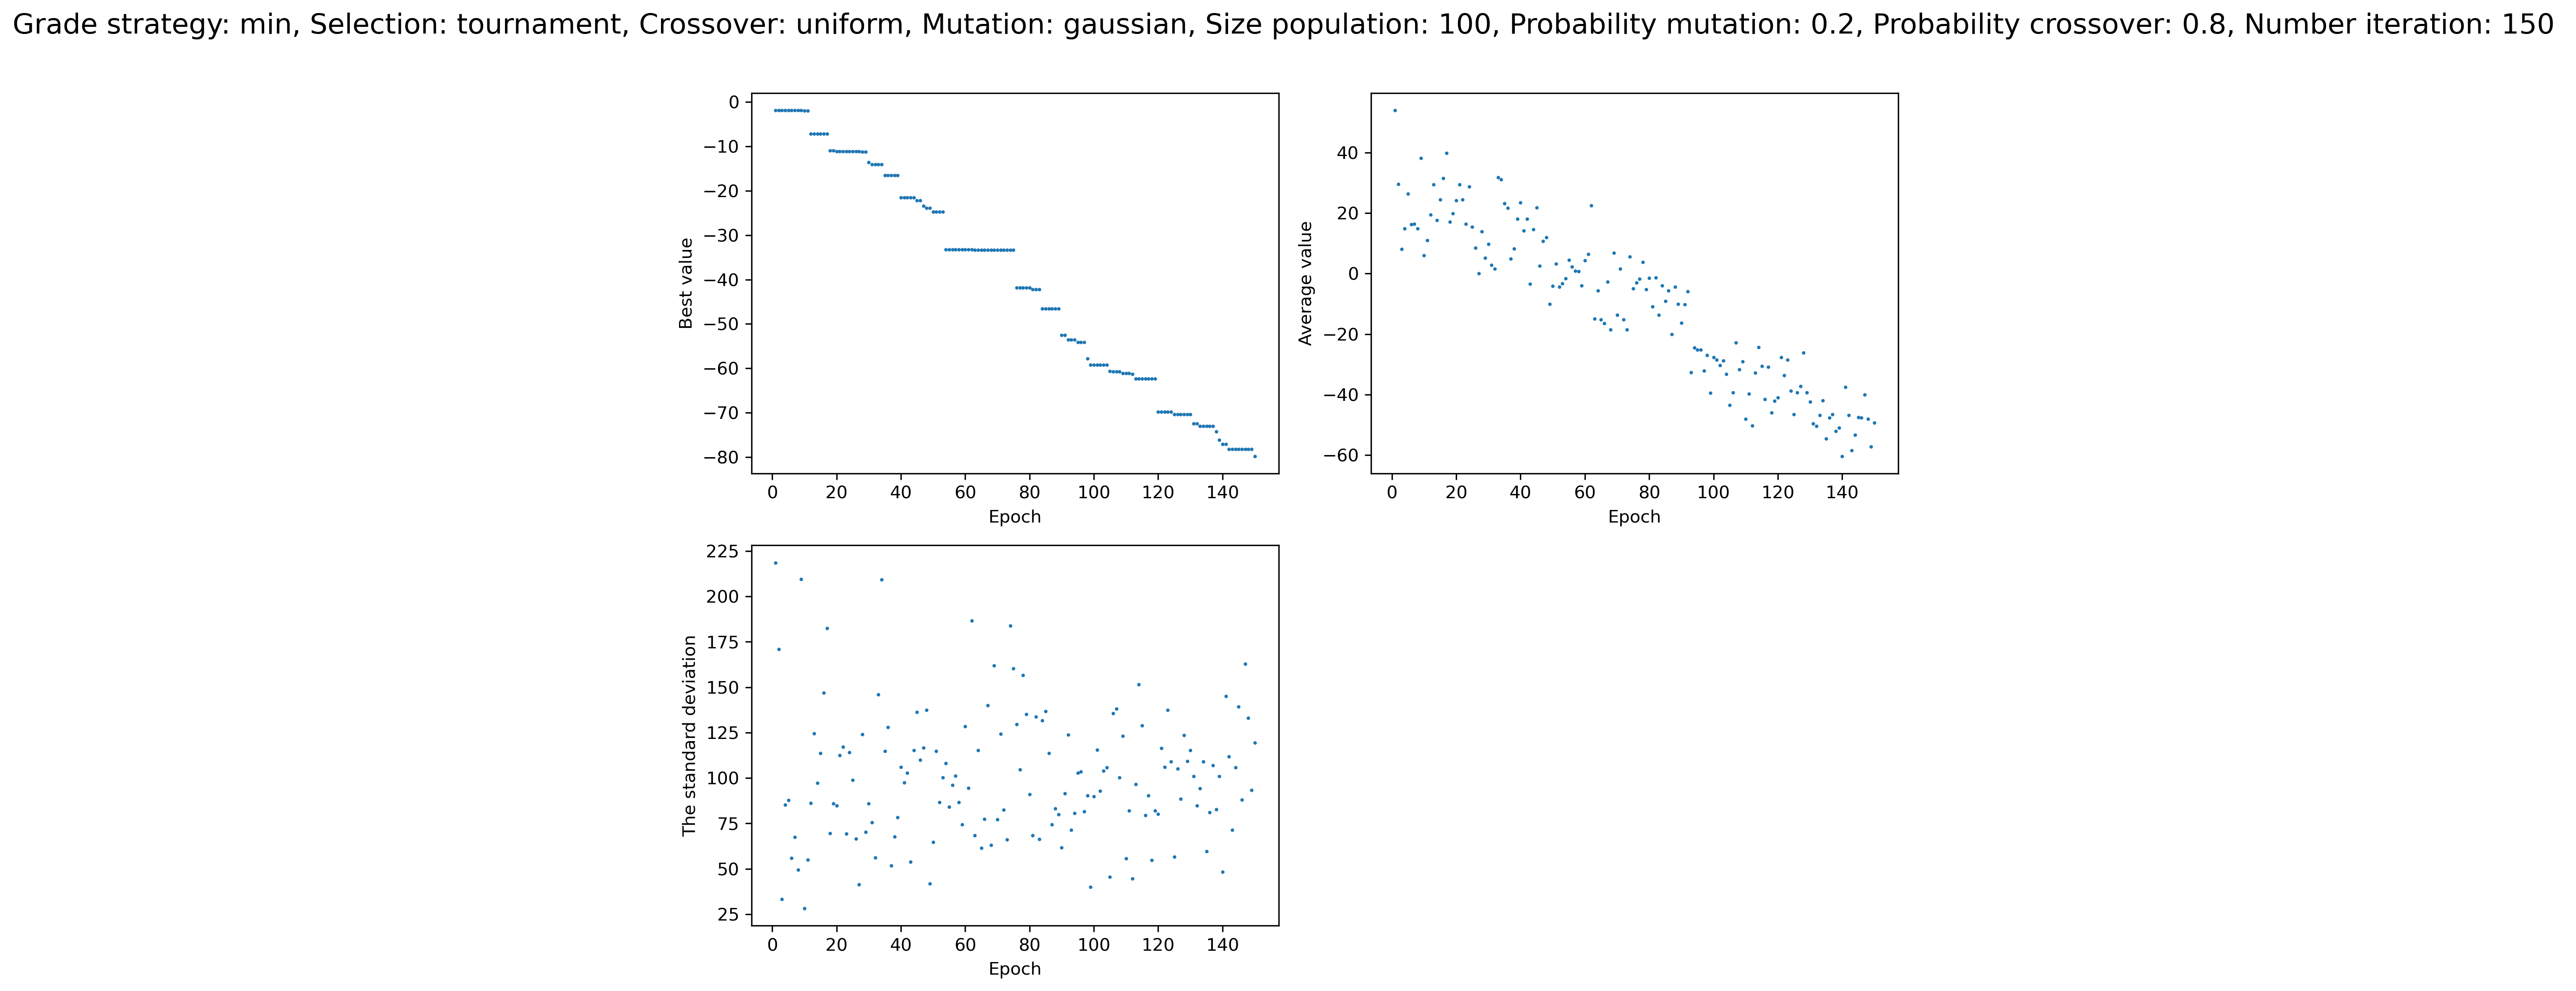 Grade strategy: min, Selection: tournament, Crossover: uniform, Mutation: gaussian, Size population: 100, Probability mutation: 0.2, Probability crossover: 0.8, Number iteration: 150
Best value
0
−10
−20
−30
−40
−50
−60
−70
−80
0 20 40 60 80 100 120 140
Epoch
Average value
40
20
0
−20
−40
−60
0 20 40 60 80 100 120 140
Epoch
The standard deviation
225
200
175
150
125
100
75
50
25
0 20 40 60 80 100 120 140
Epoch